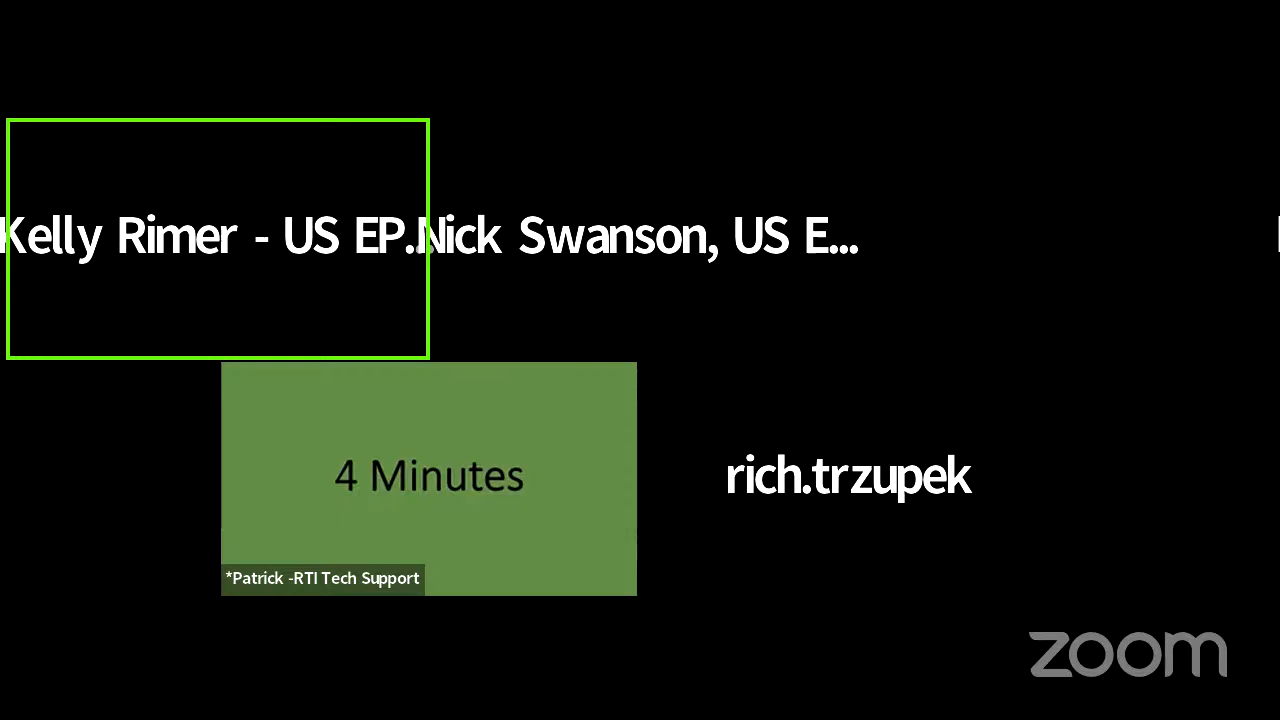 Kelly Rimer - US EP...
Nick Swanson, US E...
4 Minutes
*Patrick -RTI Tech Support
rich.trzupek
zoom